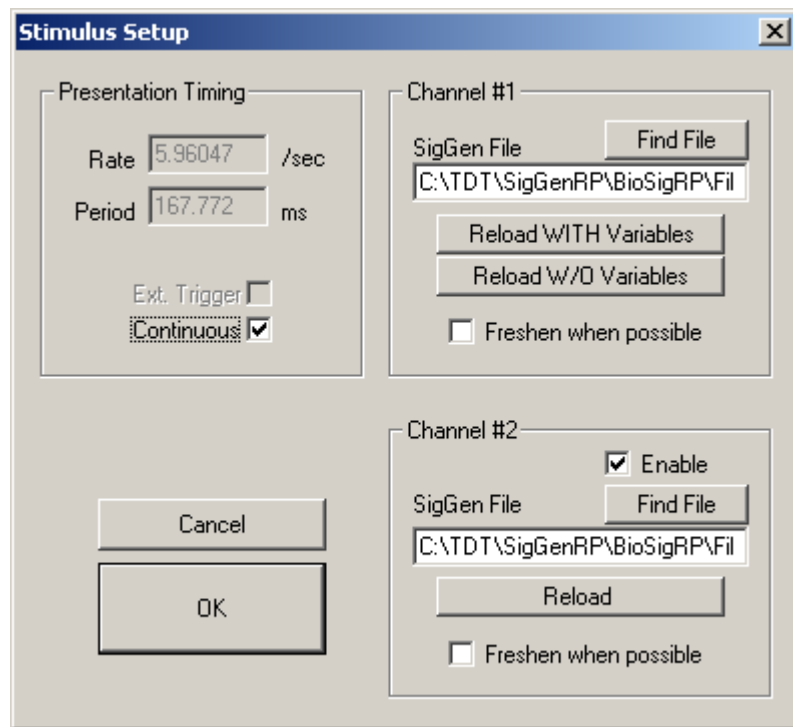 Stimulus Setup
Presentation Timing
Rate 5.96047 /sec
Period 167.772 ms
Ext. Trigger
Continuous
Cancel
OK
Channel #1
SigGen File Find File
C:\TDT\SigGenRP\BioSigRP\Fil
Reload WITH Variables
Reload W/O Variables
Freshen when possible
Channel #2
Enable
SigGen File Find File
C:\TDT\SigGenRP\BioSigRP\Fil
Reload
Freshen when possible